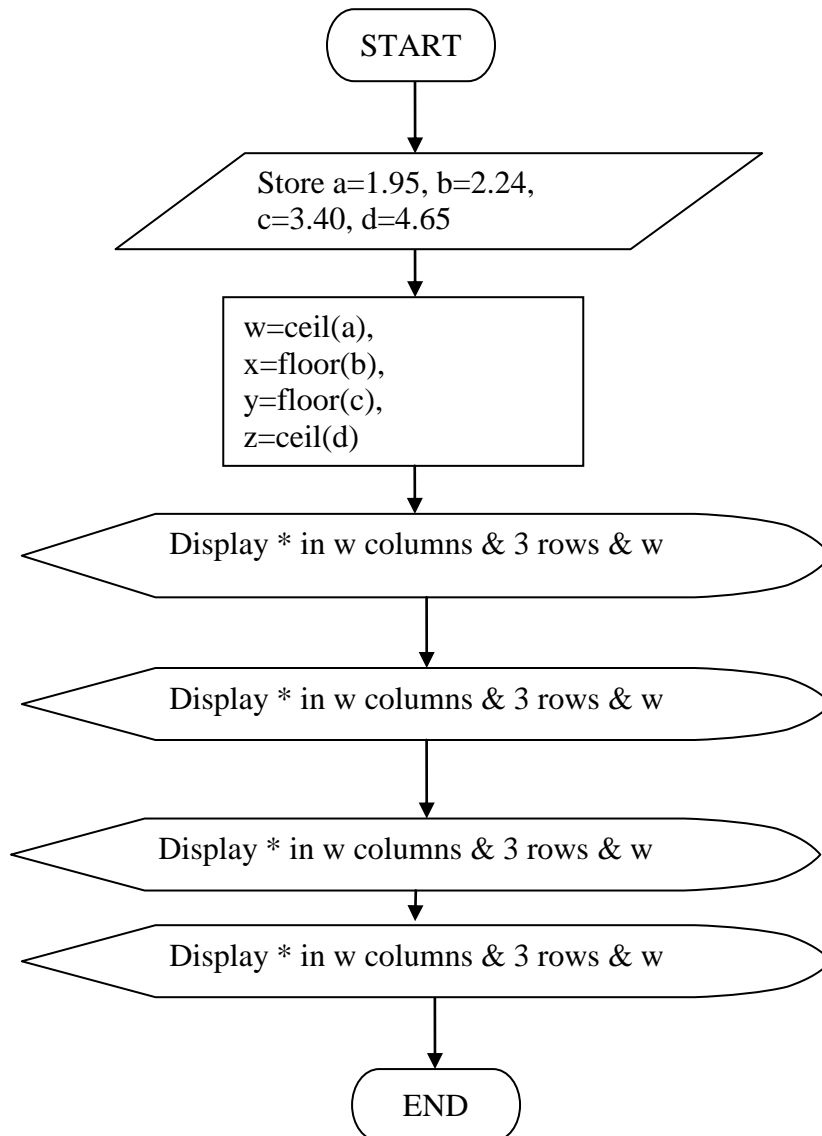 START
Store a=1.95, b=2.24,
c=3.40, d=4.65
w=ceil(a),
x=floor(b),
y=floor(c),
z=ceil(d)
Display * in w columns & 3 rows & w
Display * in w columns & 3 rows & w
Display * in w columns & 3 rows & w
Display * in w columns & 3 rows & w
END